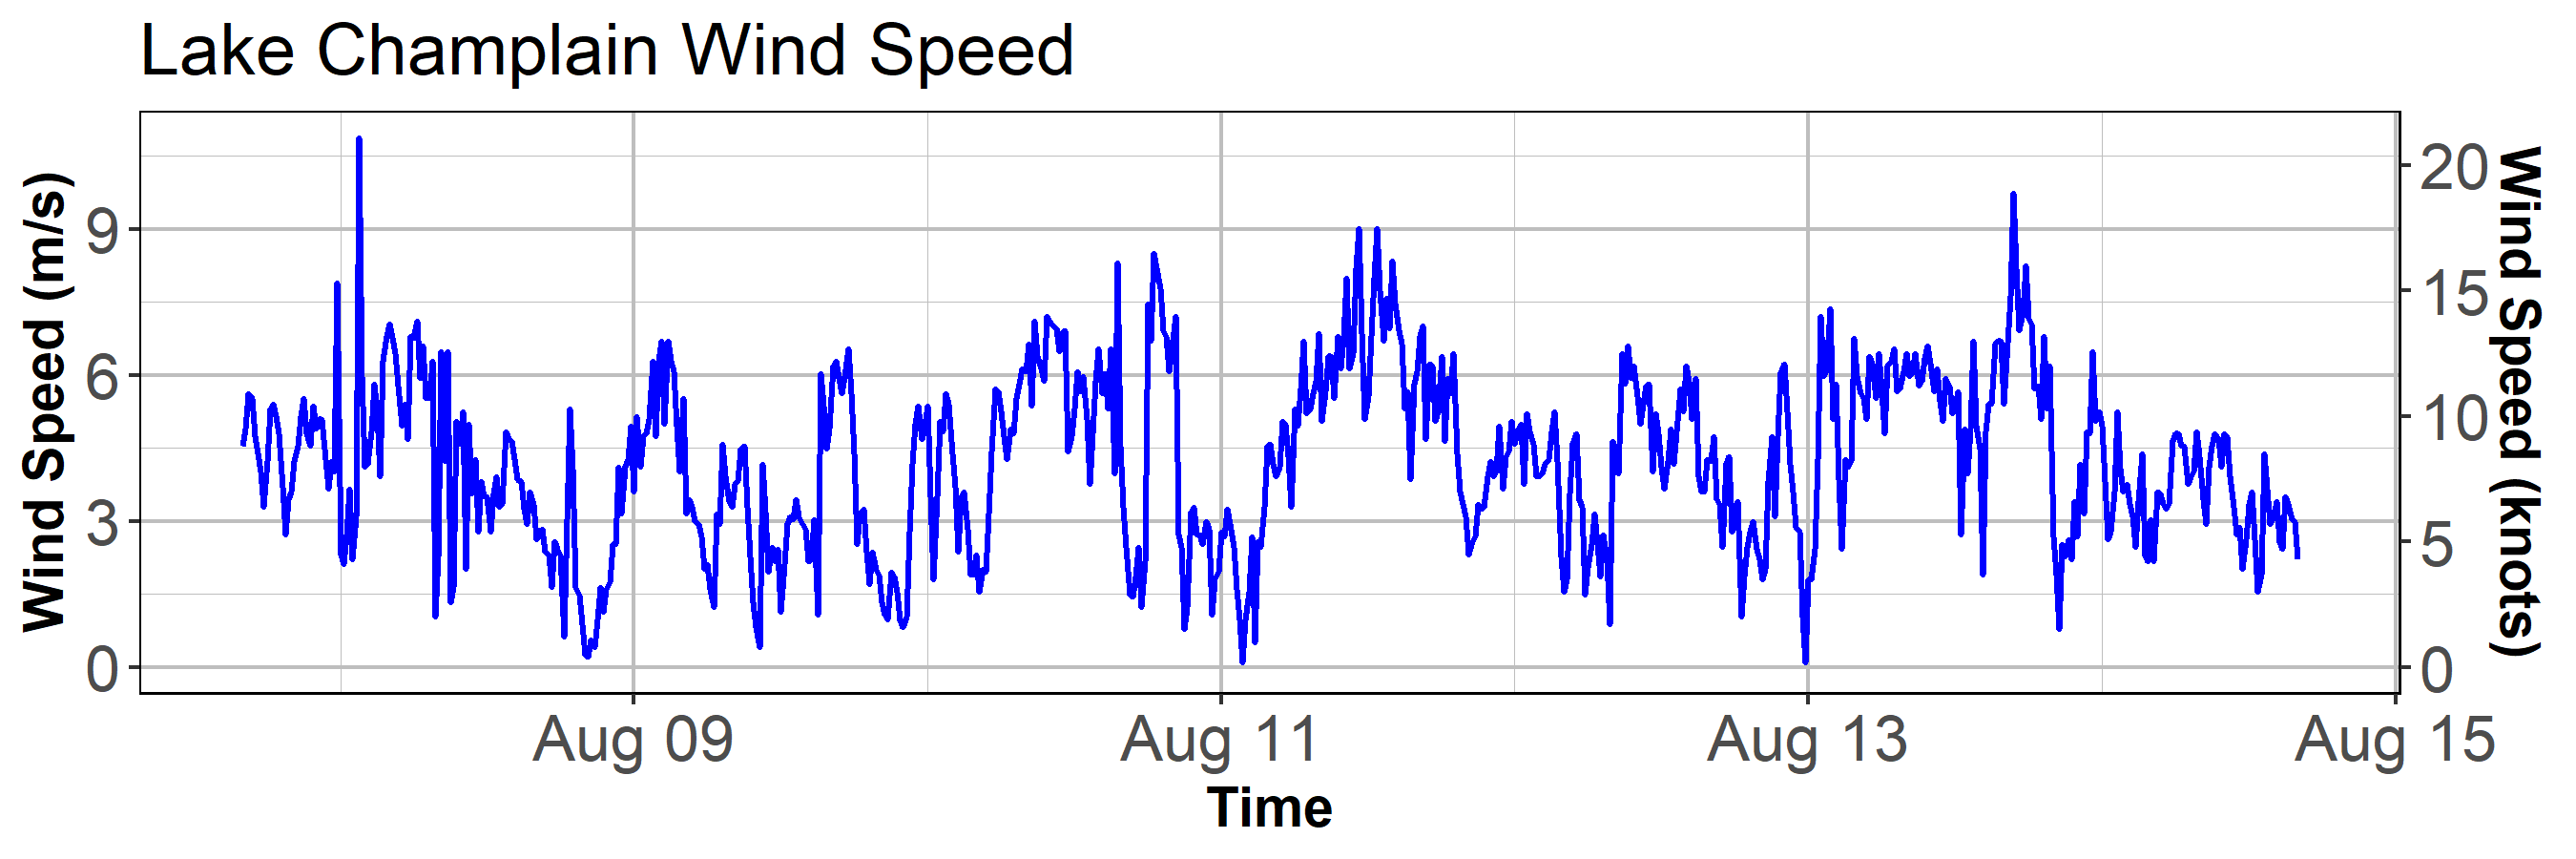 Lake Champlain Wind Speed
Wind Speed (m/s)
9
6
3
0
20
15
10
5
0
Wind Speed (knots)
Aug 09
Aug 11
Aug 13
Aug 15
Time